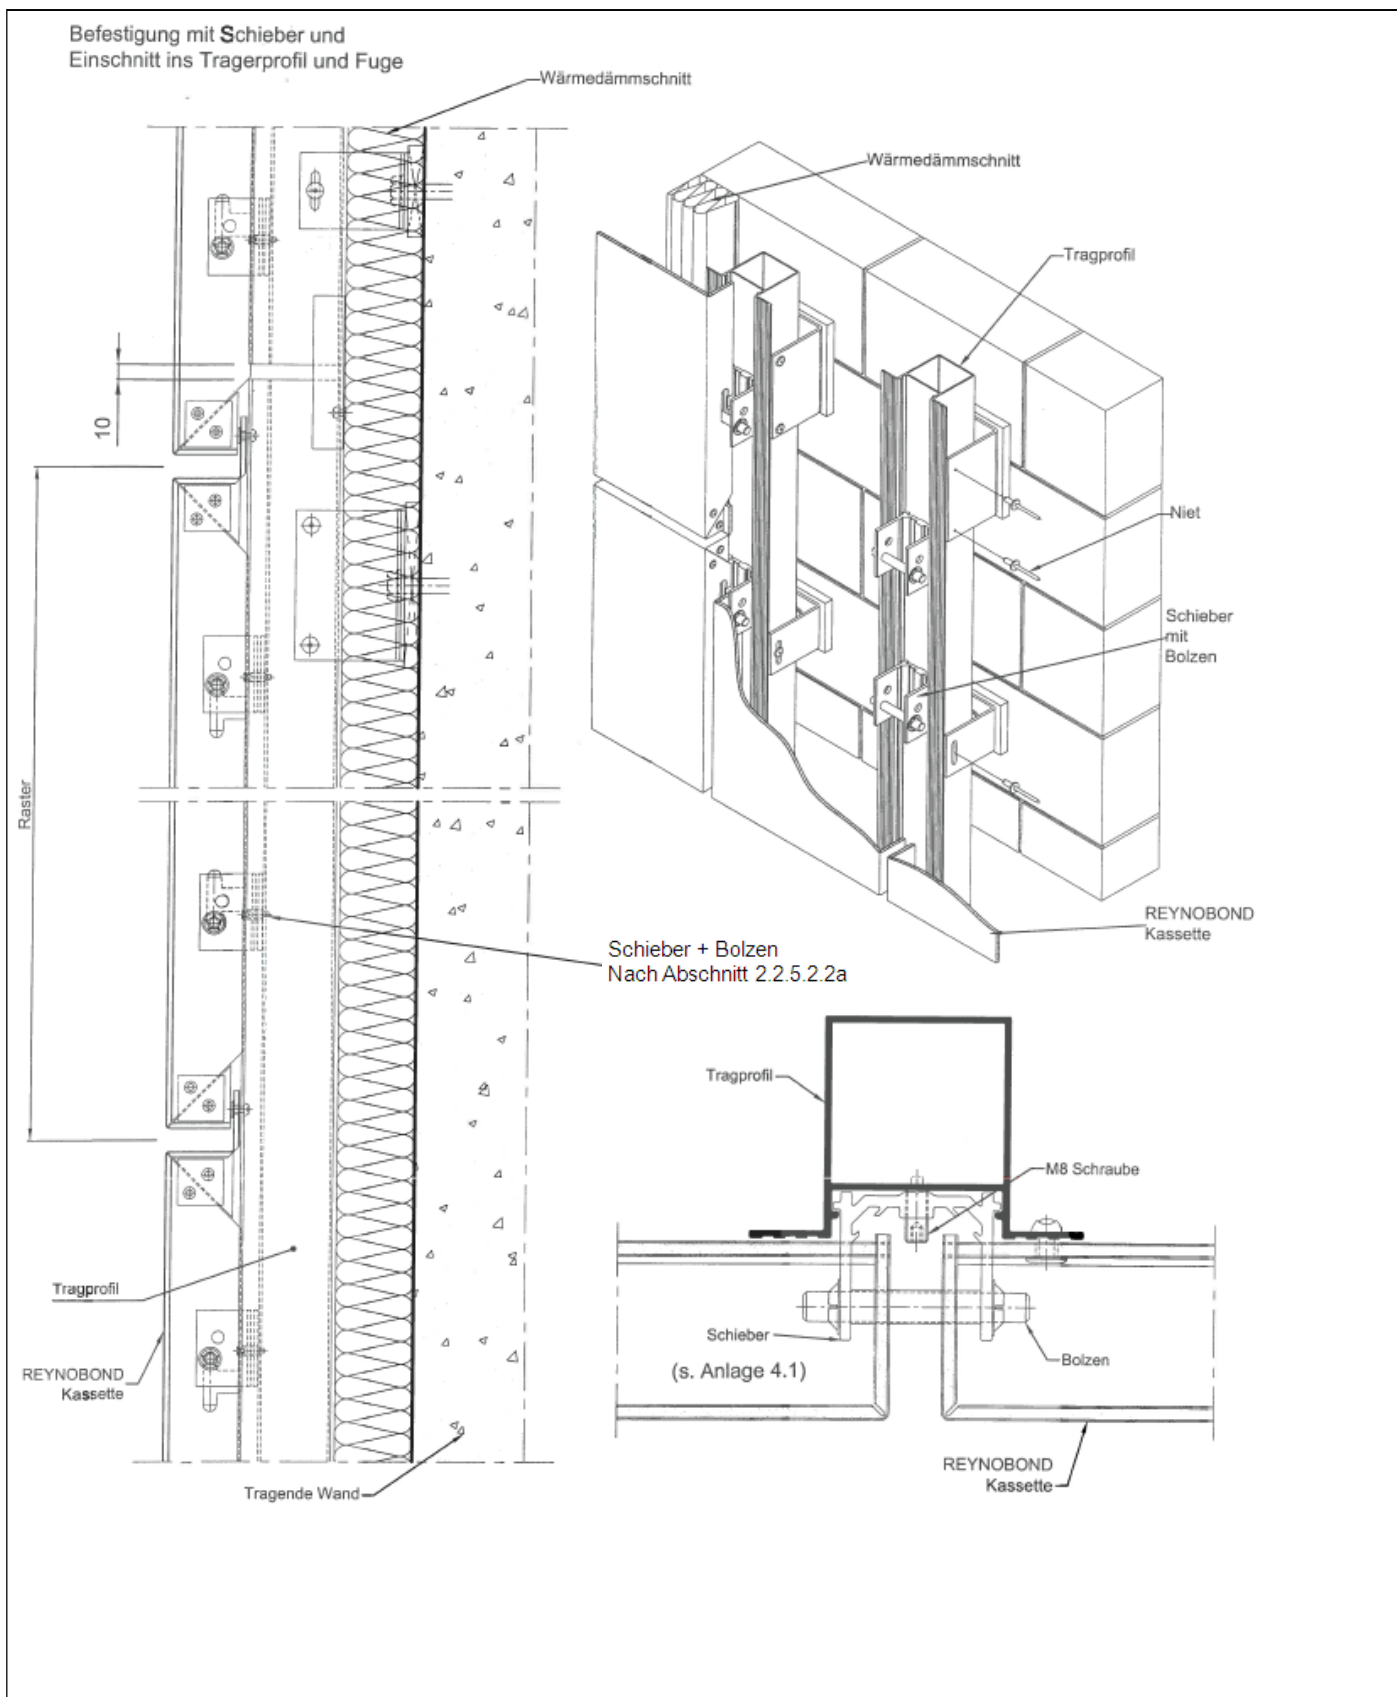 Befestigung mit Schieber und
Einschnitt ins Tragerprofil und Fuge
Wärmedämmschnitt
Wärmedämmschnitt
Tragprofil
10
Niet
Schieber
mit
Bolzen
Raster
REYNOBOND
Kassette
Schieber + Bolzen
Nach Abschnitt 2.2.5.2.2a
Tragprofil
M8 Schraube
Tragprofil
Schieber
Bolzen
(s. Anlage 4.1)
REYNOBOND
Kassette
REYNOBOND
Kassette
Tragende Wand